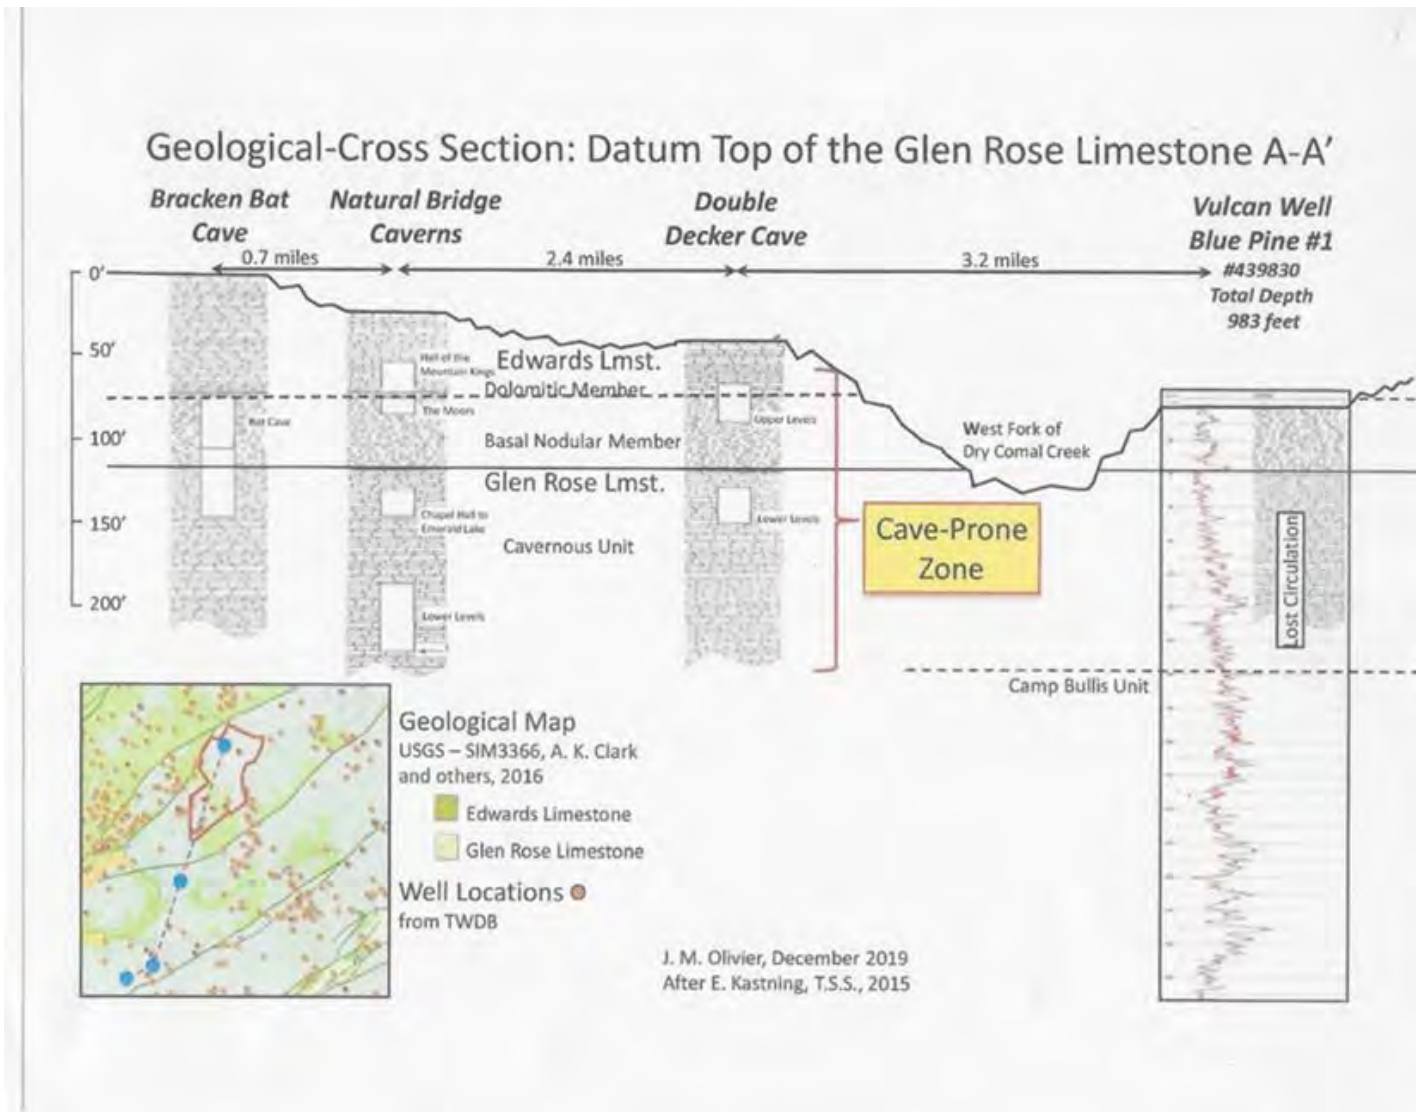 Geological-Cross Section: Datum Top of the Glen Rose Limestone A-A'
Bracken Bat
Cave
Natural Bridge
Caverns
Double
Decker Cave
Vulcan Well
Blue Pine #1
#439830
Total Depth
983 feet
0.7 miles
2.4 miles
3.2 miles
0'
50'
100'
150'
200'
Hall of the
Mountain Kings
Edwards Lmst.
Dolomitic Member
The Moors
Bat Cave
Upper Levels
Basal Nodular Member
West Fork of
Dry Comal Creek
Glen Rose Lmst.
Chapel Hall to
Emerald Lake
Lower Levels
Cavernous Unit
Cave-Prone
Zone
Lost Circulation
Lower Levels
Camp Bullis Unit
Geological Map
USGS – SIM3366, A. K. Clark
and others, 2016
Edwards Limestone
Glen Rose Limestone
Well Locations
from TWDB
J. M. Olivier, December 2019
After E. Kastning, T.S.S., 2015